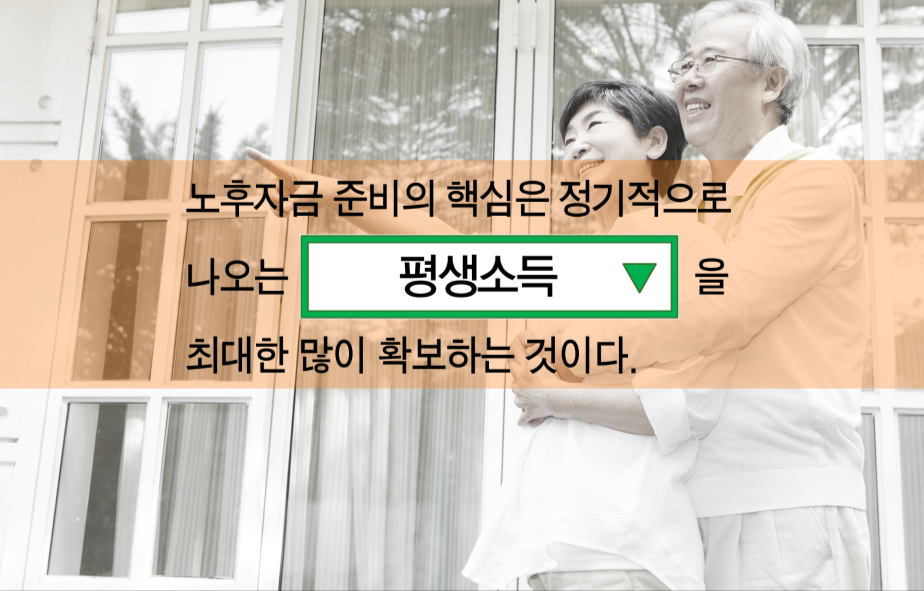 노후자금 준비의 핵심은 정기적으로
나오는 평생소득 을
최대한 많이 확보하는 것이다.